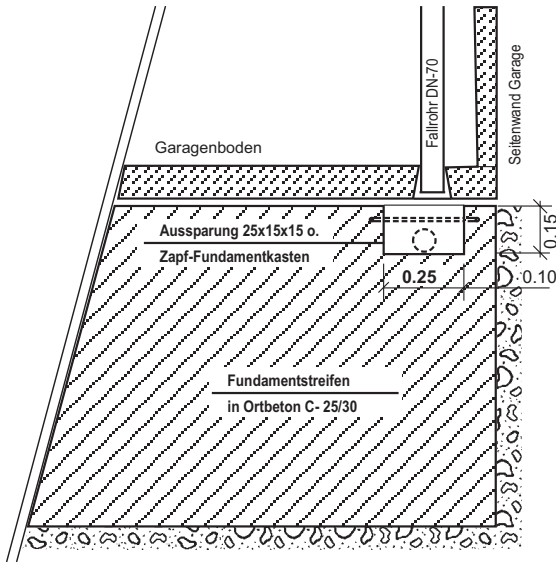 Fallrohr DN-70
Seitenwand Garage
Garagenboden
Aussparung 25x15x15 o.
Zapf-Fundamentkasten
0.15
0.25
0.10
Fundamentstreifen
in Ortbeton C- 25/30